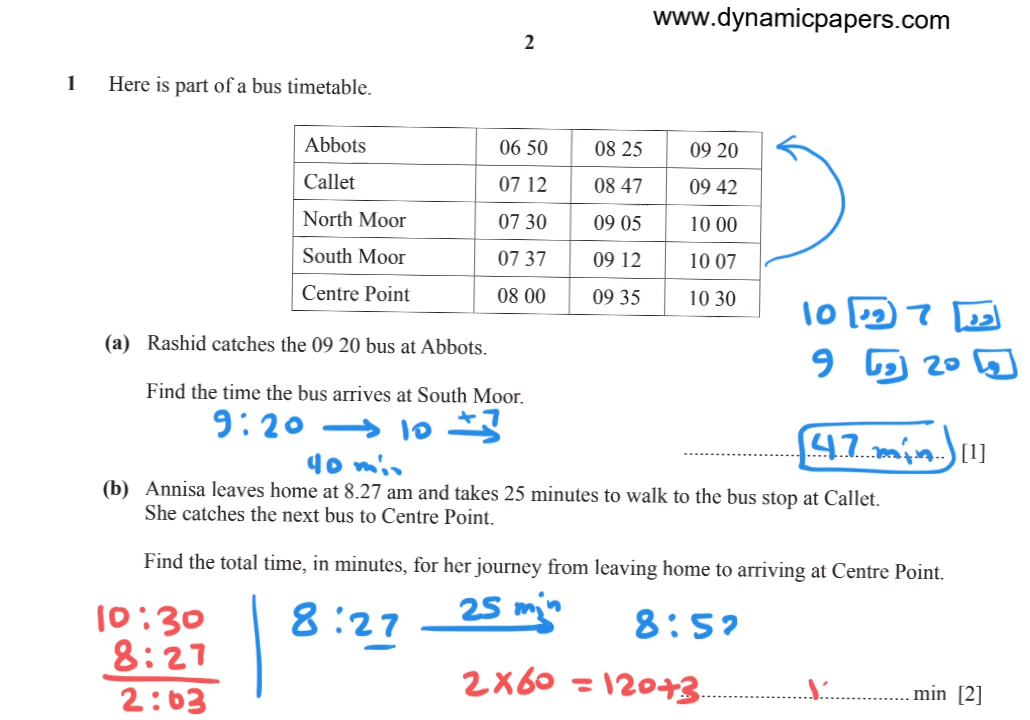 www.dynamicpapers.com
2
1 Here is part of a bus timetable.
Abbots 06 50 08 25 09 20
Callet 07 12 08 47 09 42
North Moor 07 30 09 05 10 00
South Moor 07 37 09 12 10 07
Centre Point 08 00 09 35 10 30
10 7
9 20
(a) Rashid catches the 09 20 bus at Abbots.
Find the time the bus arrives at South Moor.
9:20 → 10 +7 →
40 min
47 min [1]
(b) Annisa leaves home at 8.27 am and takes 25 minutes to walk to the bus stop at Callet.
She catches the next bus to Centre Point.
Find the total time, in minutes, for her journey from leaving home to arriving at Centre Point.
10:30
8:27
2:03
8:27 25 min → 8:52
2×60 = 120+3
1 min [2]